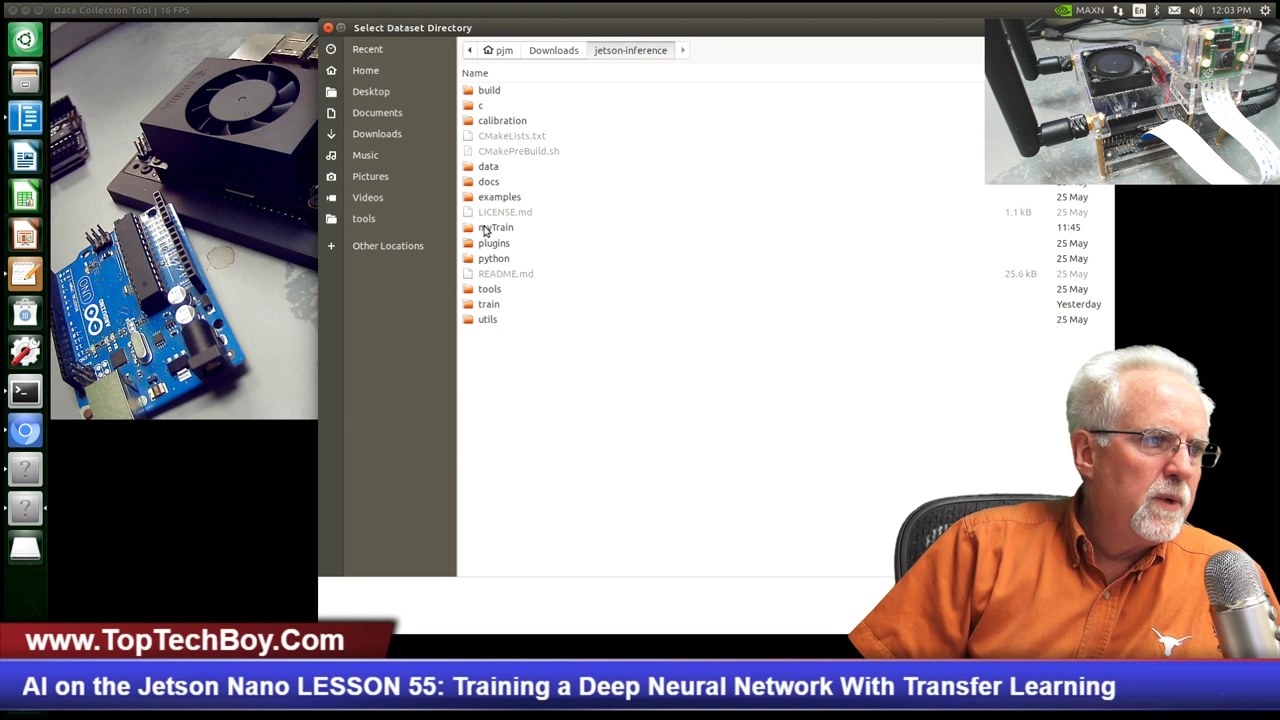 Data Collection Tool | 16 FPS
MAXN
En
12:03 PM
Select Dataset Directory
Recent
Home
Desktop
Documents
Downloads
Music
Pictures
Videos
tools
Other Locations
pjm
Downloads
jetson-inference
Name
build
c
calibration
CMakeLists.txt
CMakePreBuild.sh
data
docs
examples 25 May
LICENSE.md 1.1 kB 25 May
myTrain 11:45
plugins 25 May
python 25 May
README.md 25.6 kB 25 May
tools 25 May
train Yesterday
utils 25 May
www.TopTechBoy.Com
AI on the Jetson Nano LESSON 55: Training a Deep Neural Network With Transfer Learning